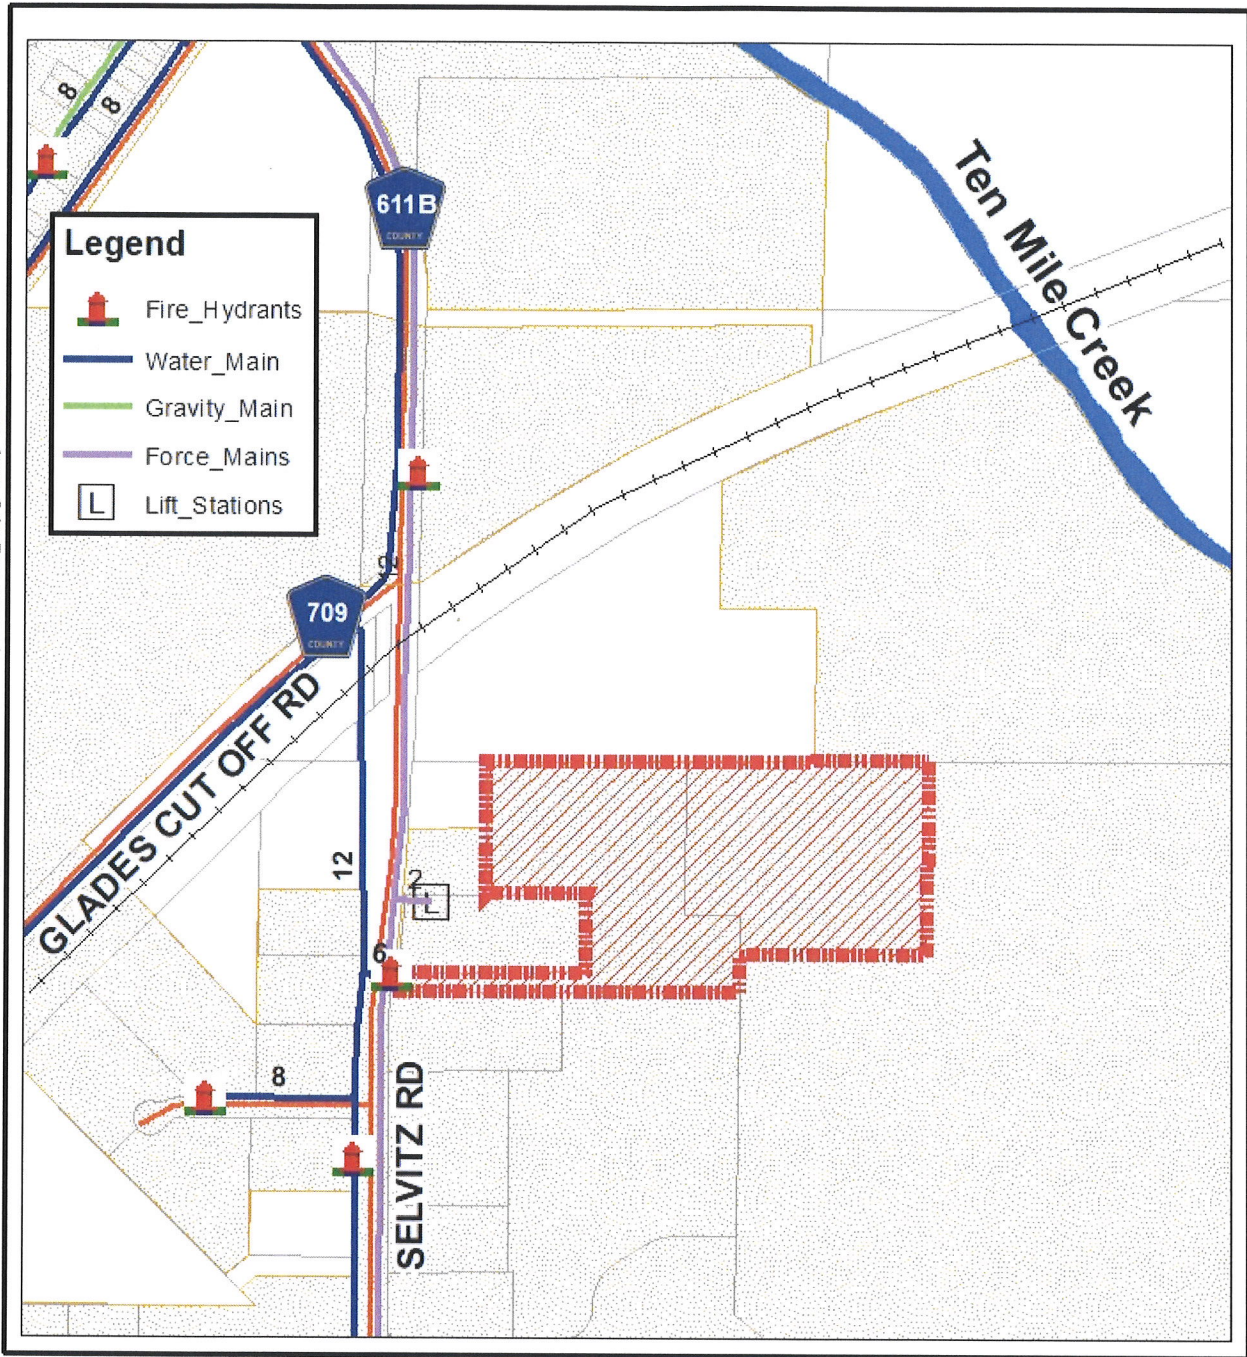 8
8
611B
COUNTY
Ten Mile Creek
Legend
Fire_Hydrants
Water_Main
Gravity_Main
Force_Mains
L
Lift_Stations
709
COUNTY
GLADES CUT OFF RD
12
2
L
6
8
SELVITZ RD